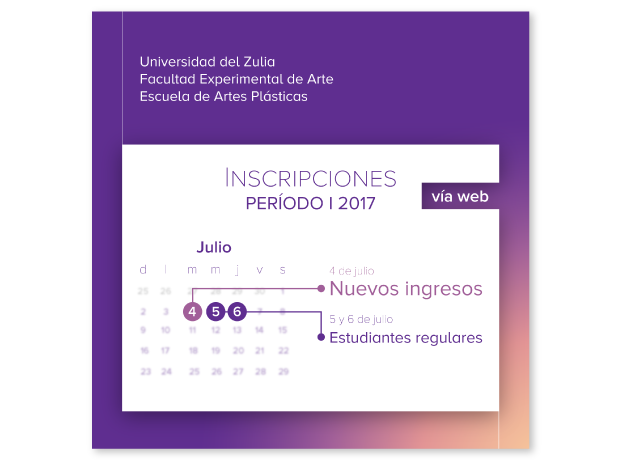 Universidad del Zulia
Facultad Experimental de Arte
Escuela de Artes Plásticas
INSCRIPCIONES
PERÍODO I 2017
vía web
Julio
d l m m j v s
25 26 27 28 29 30 1
4 de julio
Nuevos ingresos
2 3 4 5 6 7 8
5 y 6 de julio
9 10 11 12 13 14 15
Estudiantes regulares
16 17 18 19 20 21 22
23 24 25 26 27 28 29